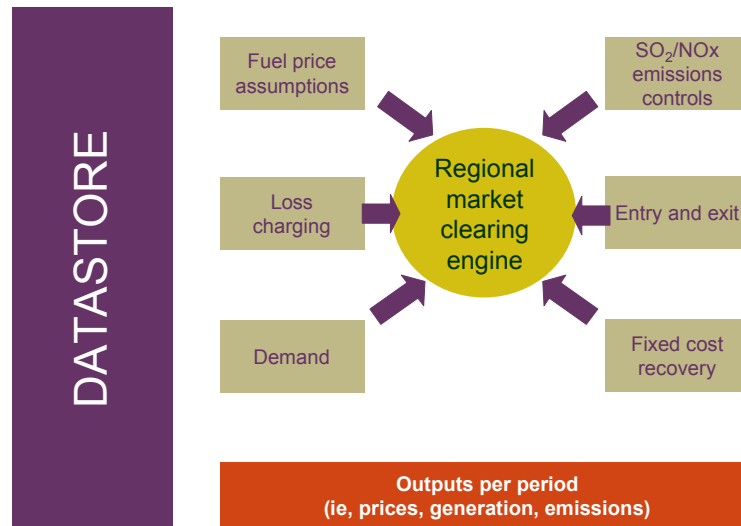 DATASTORE
Fuel price
assumptions
SO₂/NOx
emissions
controls
Regional
market
clearing
engine
Loss
charging
Entry and exit
Demand
Fixed cost
recovery
Outputs per period
(ie, prices, generation, emissions)